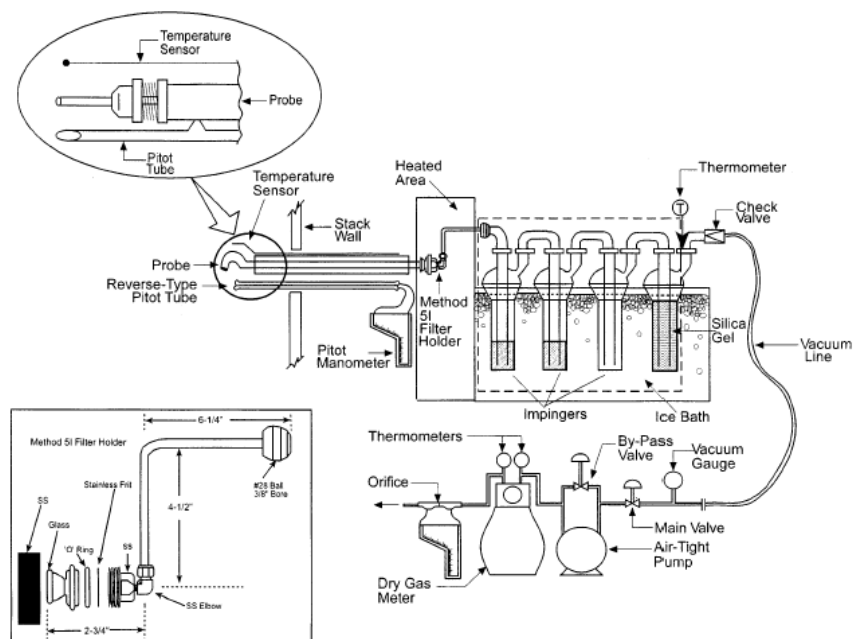 Temperature
Sensor
Probe
Pitot
Tube
Temperature
Sensor
Stack
Wall
Heated
Area
Thermometer
Check
Valve
Probe
Reverse-Type
Pitot Tube
Pitot
Manometer
Method
5I
Filter
Holder
Silica
Gel
Vacuum
Line
Impingers
Ice Bath
T
Thermometers
Orifice
By-Pass
Valve
Vacuum
Gauge
Main Valve
Air-Tight
Pump
Dry Gas
Meter
6-1/4"
Method 5I Filter Holder
#28 Ball
3/8" Bore
Stainless Frit
4-1/2"
SS
Glass
'O' Ring
SS
SS Elbow
2-3/4"